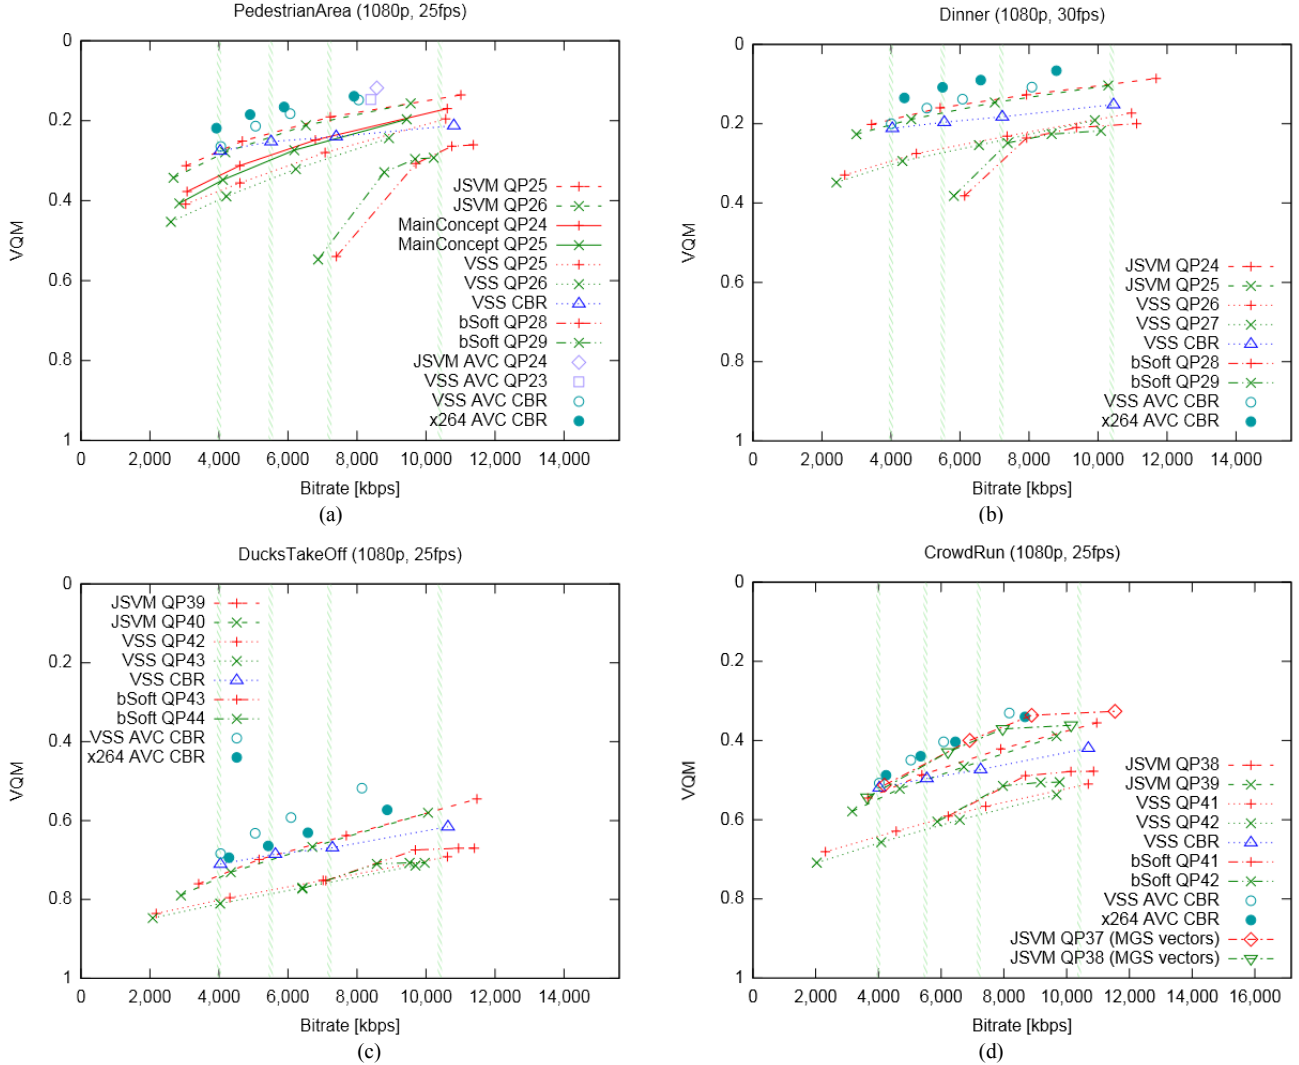 PedestrianArea (1080p, 25fps)
0
0.2
0.4
0.6
0.8
1
VQM
JSVM QP25
JSVM QP26
MainConcept QP24
MainConcept QP25
VSS QP25
VSS QP26
VSS CBR
bSoft QP28
bSoft QP29
JSVM AVC QP24
VSS AVC QP23
VSS AVC CBR
x264 AVC CBR
0 2,000 4,000 6,000 8,000 10,000 12,000 14,000
Bitrate [kbps]
(a)
Dinner (1080p, 30fps)
0
0.2
0.4
0.6
0.8
1
VQM
JSVM QP24
JSVM QP25
VSS QP26
VSS QP27
VSS CBR
bSoft QP28
bSoft QP29
VSS AVC CBR
x264 AVC CBR
0 2,000 4,000 6,000 8,000 10,000 12,000 14,000
Bitrate [kbps]
(b)
DucksTakeOff (1080p, 25fps)
0
0.2
0.4
0.6
0.8
1
VQM
JSVM QP39
JSVM QP40
VSS QP42
VSS QP43
VSS CBR
bSoft QP43
bSoft QP44
VSS AVC CBR
x264 AVC CBR
0 2,000 4,000 6,000 8,000 10,000 12,000 14,000
Bitrate [kbps]
(c)
CrowdRun (1080p, 25fps)
0
0.2
0.4
0.6
0.8
1
VQM
JSVM QP38
JSVM QP39
VSS QP41
VSS QP42
VSS CBR
bSoft QP41
bSoft QP42
VSS AVC CBR
x264 AVC CBR
JSVM QP37 (MGS vectors)
JSVM QP38 (MGS vectors)
0 2,000 4,000 6,000 8,000 10,000 12,000 14,000 16,000
Bitrate [kbps]
(d)